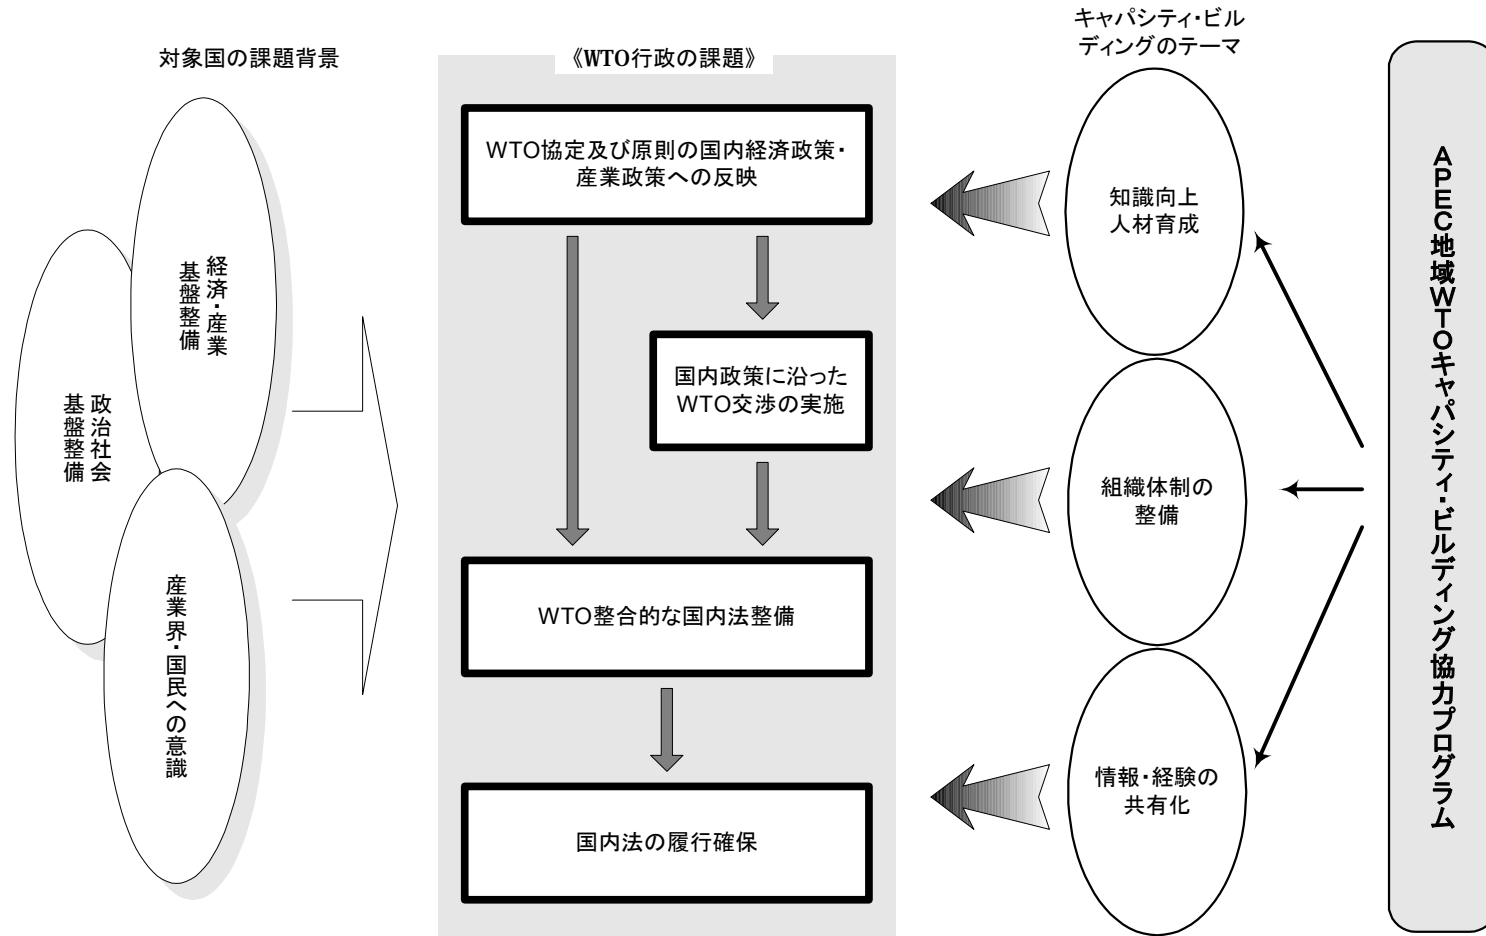 対象国の課題背景
経済・産業
基盤整備
政治社会
基盤整備
産業界・国民への意識
《WTO行政の課題》
WTO協定及び原則の国内経済政策・
産業政策への反映
国内政策に沿った
WTO交渉の実施
WTO整合的な国内法整備
国内法の履行確保
キャパシティ・ビル
ディングのテーマ
知識向上
人材育成
組織体制の
整備
情報・経験の
共有化
APEC地域WTOキャパシティ・ビルディング協力プログラム